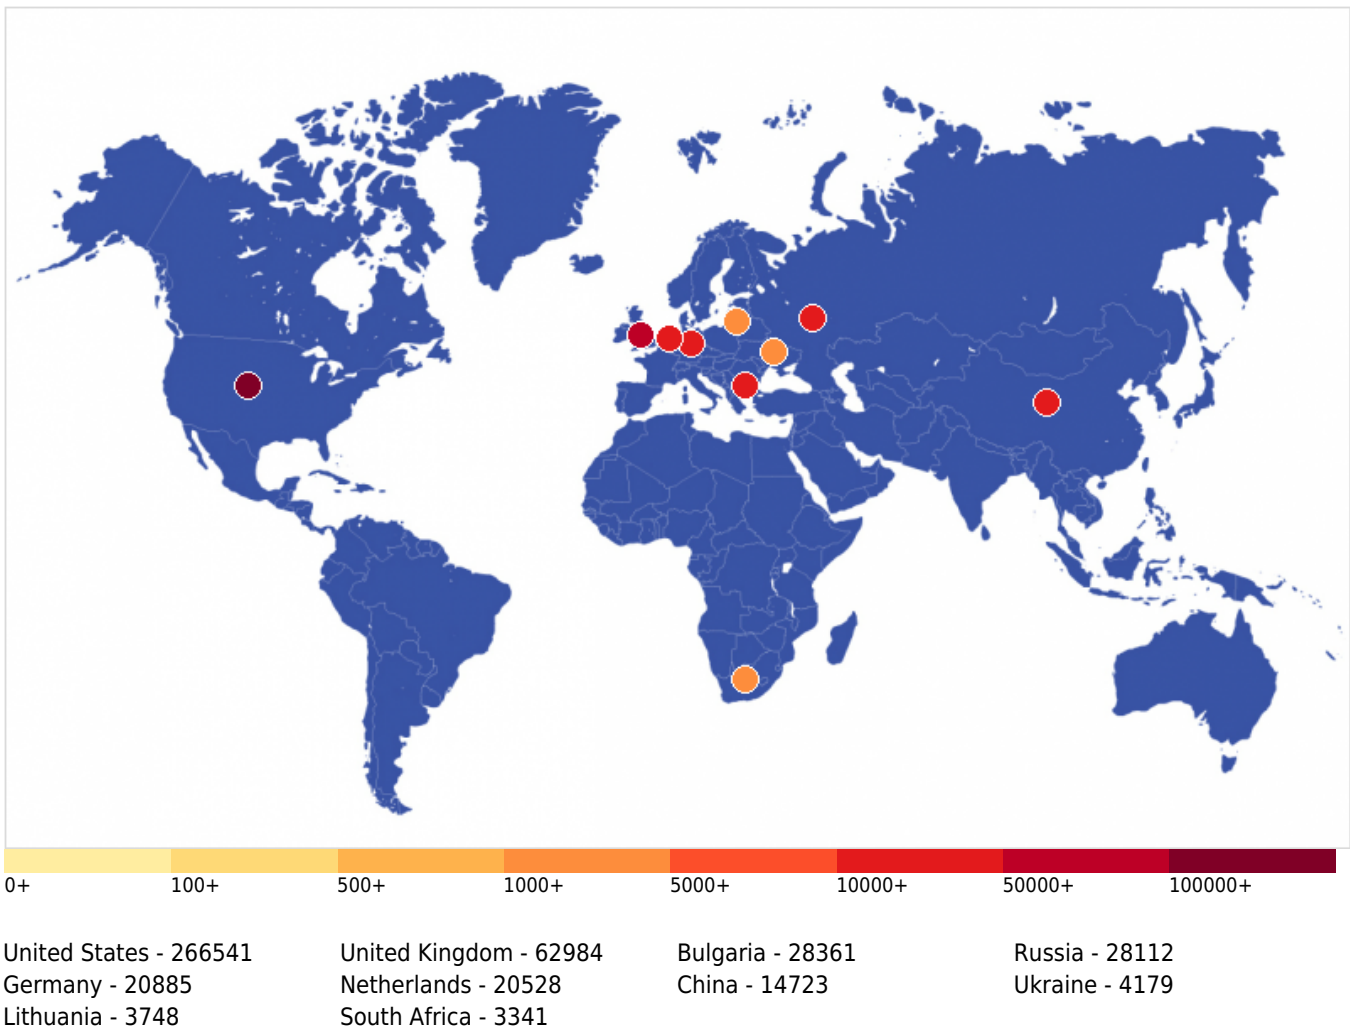 0+ 100+ 500+ 1000+ 5000+ 10000+ 50000+ 100000+
United States - 266541 United Kingdom - 62984 Bulgaria - 28361 Russia - 28112
Germany - 20885 Netherlands - 20528 China - 14723 Ukraine - 4179
Lithuania - 3748 South Africa - 3341